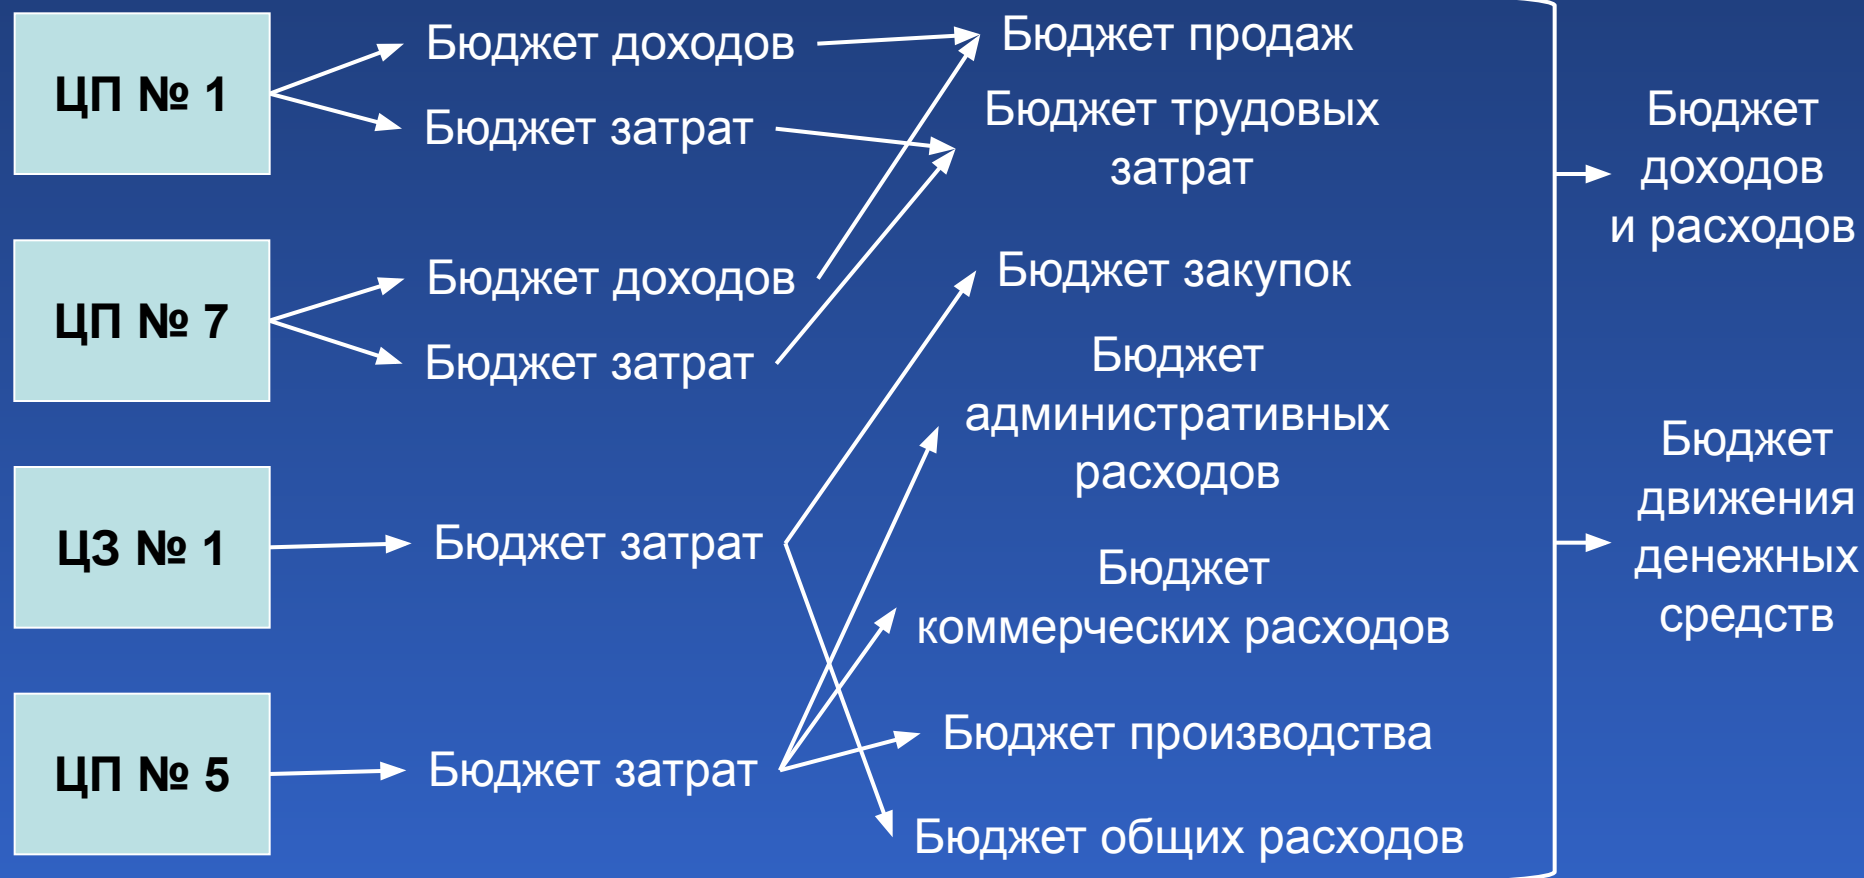 ЦП № 1
Бюджет доходов
Бюджет затрат
ЦП № 7
Бюджет доходов
Бюджет затрат
ЦЗ № 1
Бюджет затрат
ЦП № 5
Бюджет затрат
Бюджет продаж
Бюджет трудовых
затрат
Бюджет закупок
Бюджет
административных
расходов
Бюджет
коммерческих расходов
Бюджет производства
Бюджет общих расходов
Бюджет
доходов
и расходов
Бюджет
движения
денежных
средств